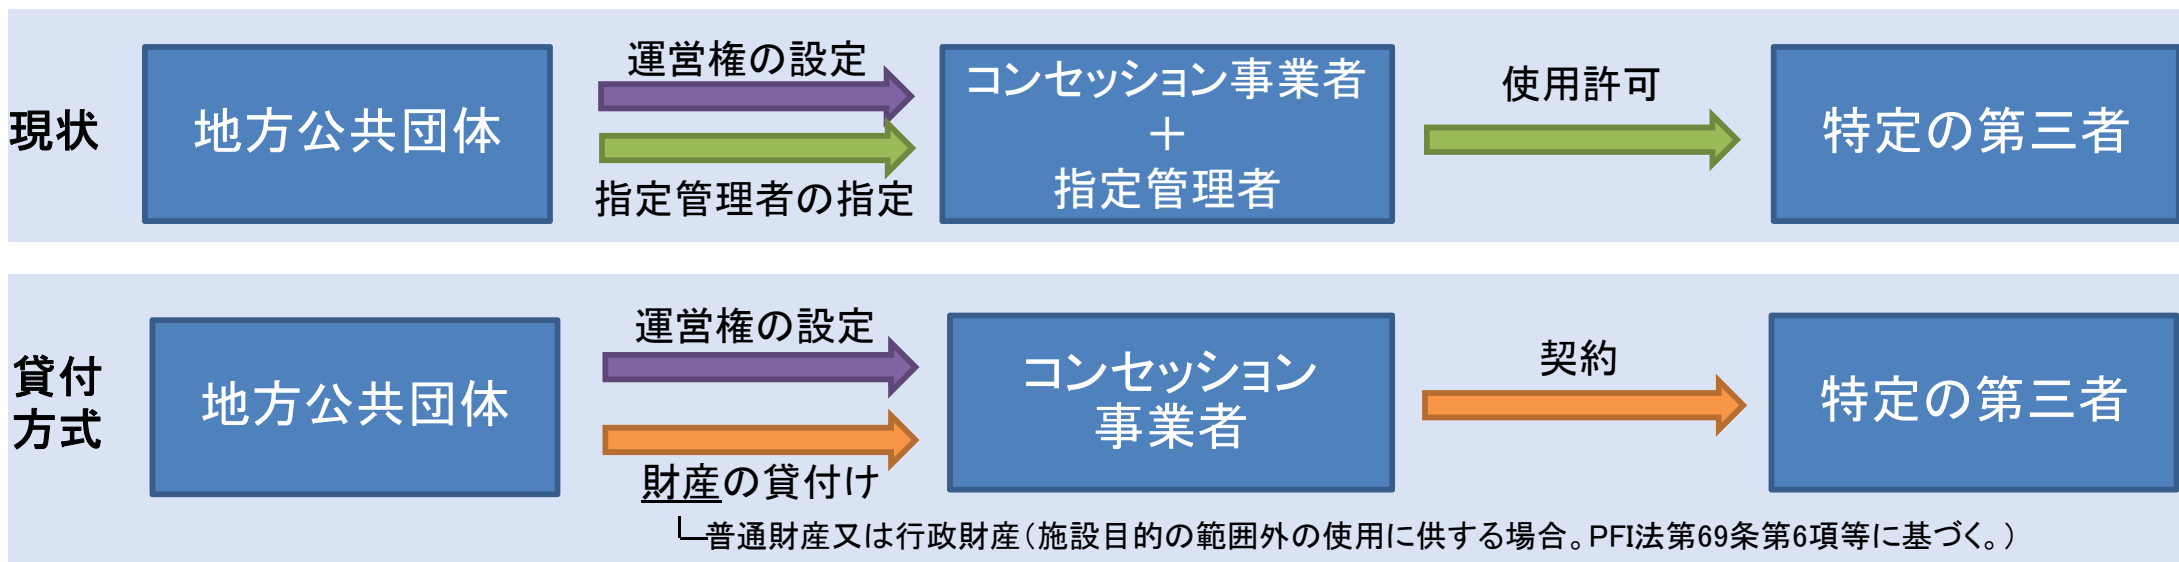 現状
地方公共団体
運営権の設定
指定管理者の指定
コンセッション事業者
＋
指定管理者
使用許可
特定の第三者
貸付
方式
地方公共団体
運営権の設定
財産の貸付け
普通財産又は行政財産（施設目的の範囲外の使用に供する場合。PFI法第69条第6項等に基づく。）
コンセッション
事業者
契約
特定の第三者